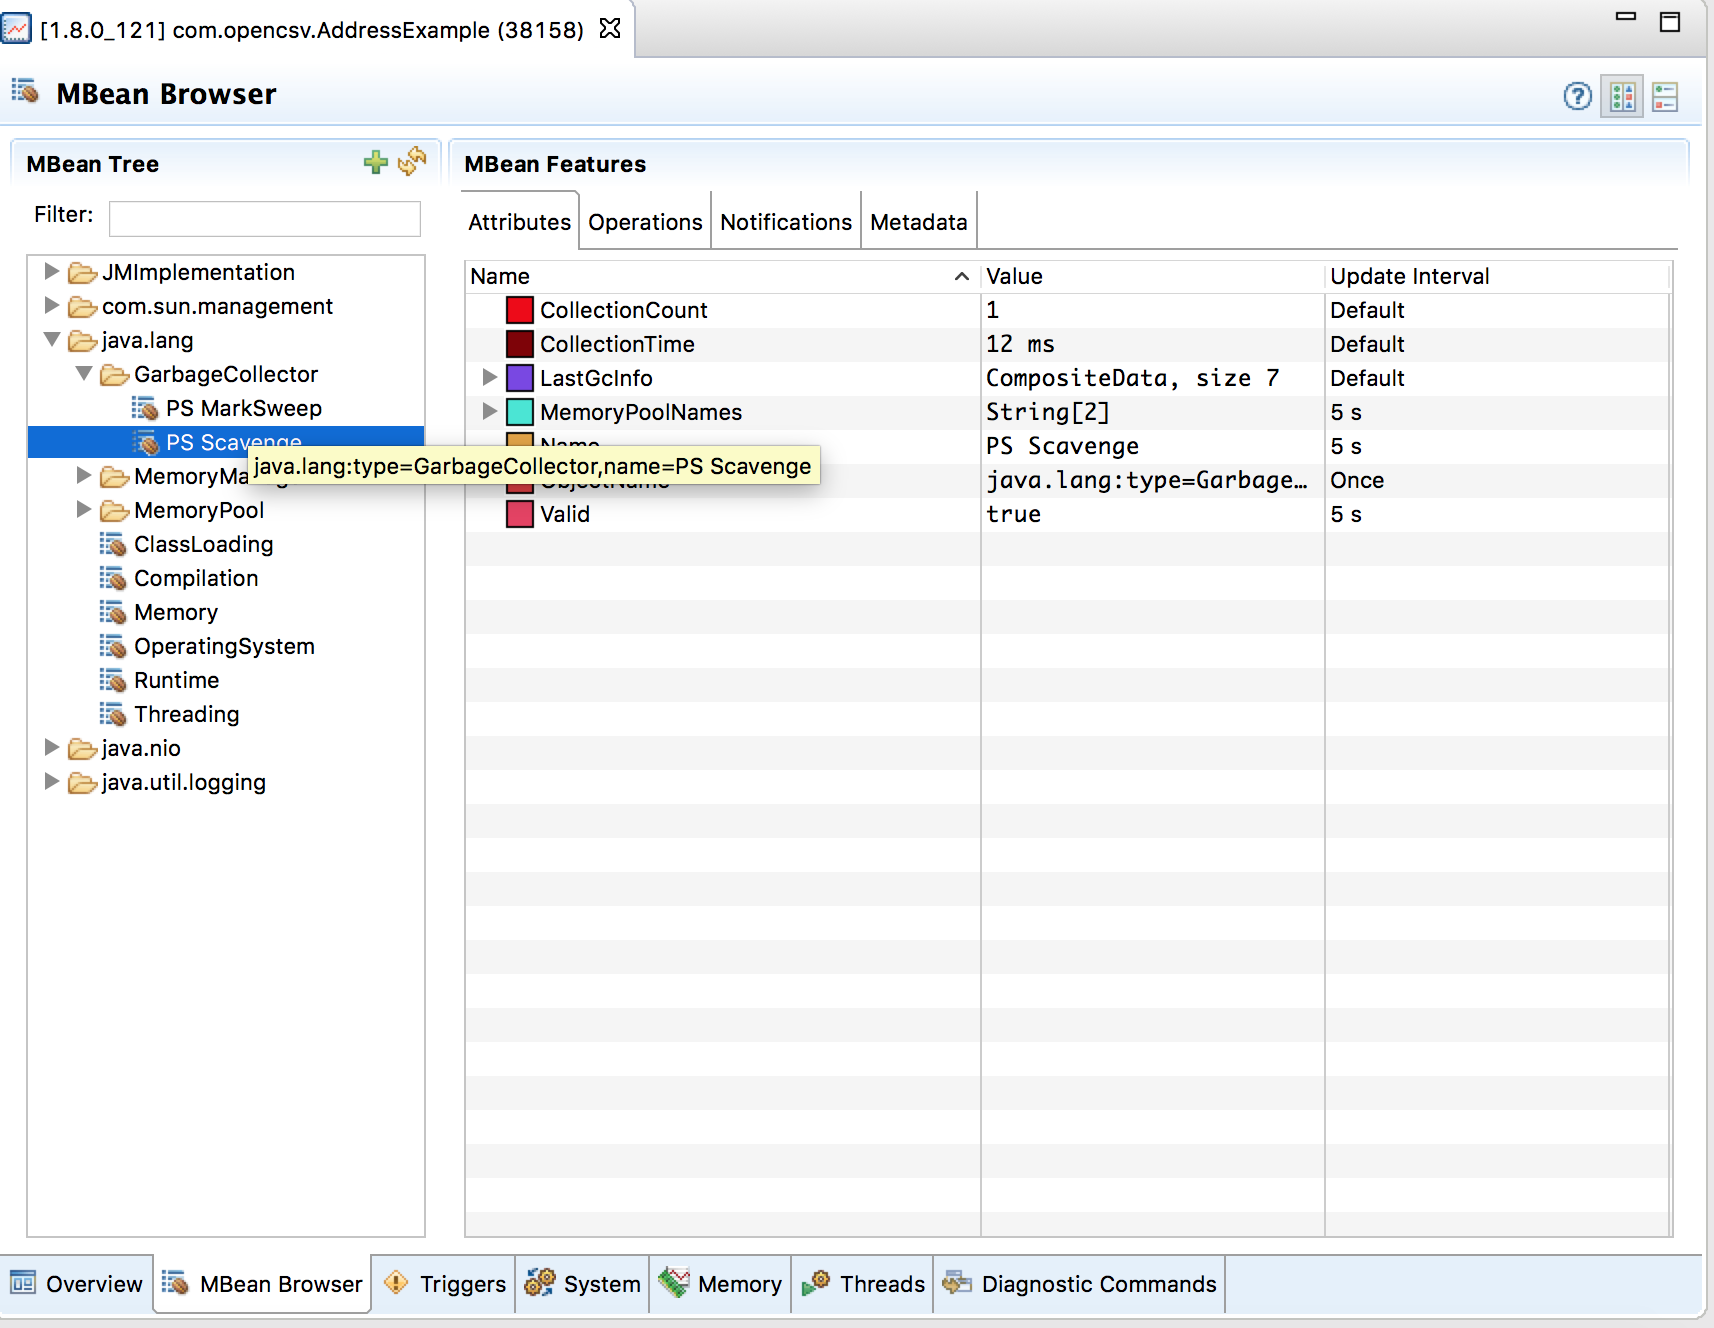 [1.8.0_121] com.opencsv.AddressExample (38158)
MBean Browser
MBean Tree
Filter:
JMImplementation
com.sun.management
java.lang
GarbageCollector
PS MarkSweep
PS Scavenge
java.lang:type=GarbageCollector,name=PS Scavenge
MemoryPool
ClassLoading
Compilation
Memory
OperatingSystem
Runtime
Threading
java.nio
java.util.logging
MBean Features
Attributes Operations Notifications Metadata
Name Value Update Interval
CollectionCount 1 Default
CollectionTime 12 ms Default
LastGcInfo CompositeData, size 7 Default
MemoryPoolNames String[2] 5 s
Name PS Scavenge 5 s
ObjectName java.lang:type=Garbage... Once
Valid true 5 s
Overview MBean Browser Triggers System Memory Threads Diagnostic Commands